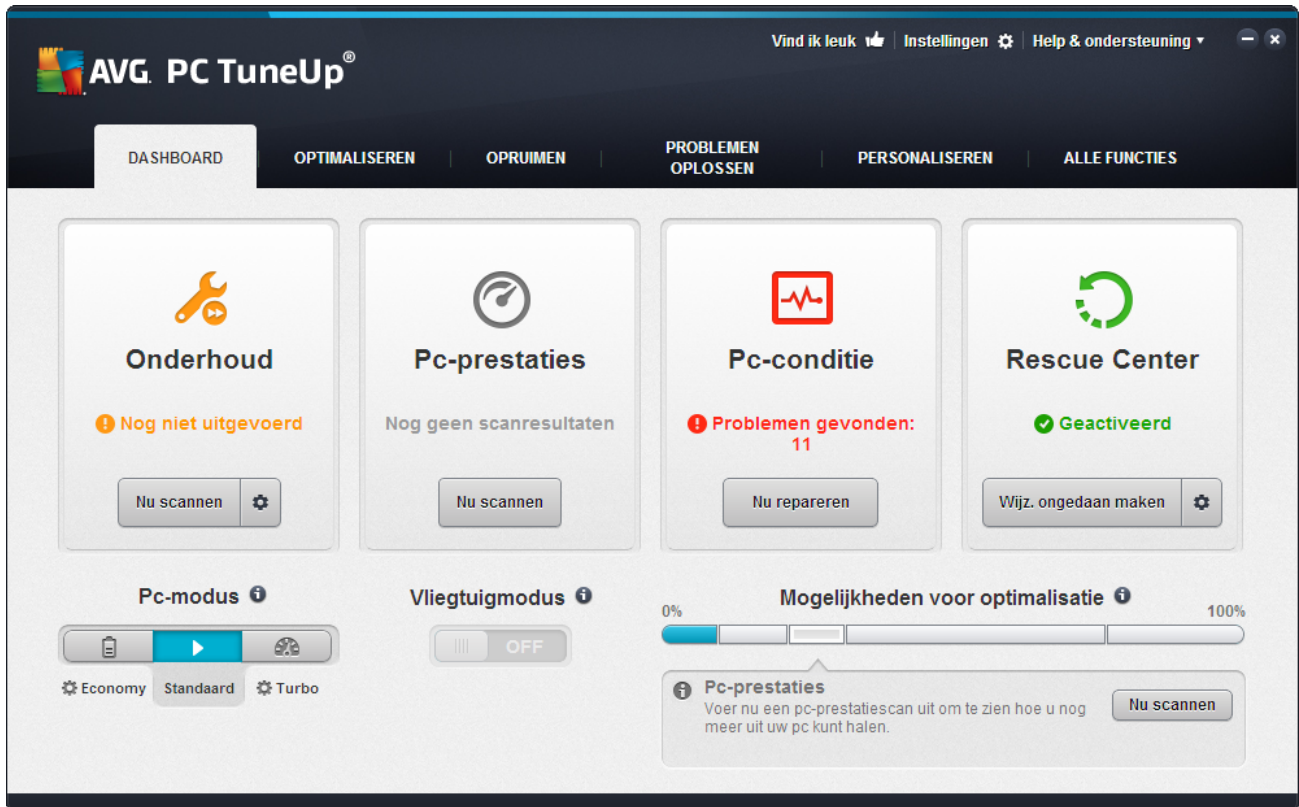 Vind ik leuk
Instellingen
Help & ondersteuning
AVG. PC TuneUp®
DASHBOARD
OPTIMALISEREN
OPRUIMEN
PROBLEMEN
OPLOSSEN
PERSONALISEREN
ALLE FUNCTIES
Onderhoud
Nog niet uitgevoerd
Nu scannen
Pc-prestaties
Nog geen scanresultaten
Nu scannen
Pc-conditie
Problemen gevonden:
11
Nu repareren
Rescue Center
Geactiveerd
Wijz. ongedaan maken
Pc-modus
Economy
Standaard
Turbo
Vliegtuigmodus
OFF
Mogelijkheden voor optimalisatie
0%
100%
Pc-prestaties
Voer nu een pc-prestatiescan uit om te zien hoe u nog
meer uit uw pc kunt halen.
Nu scannen